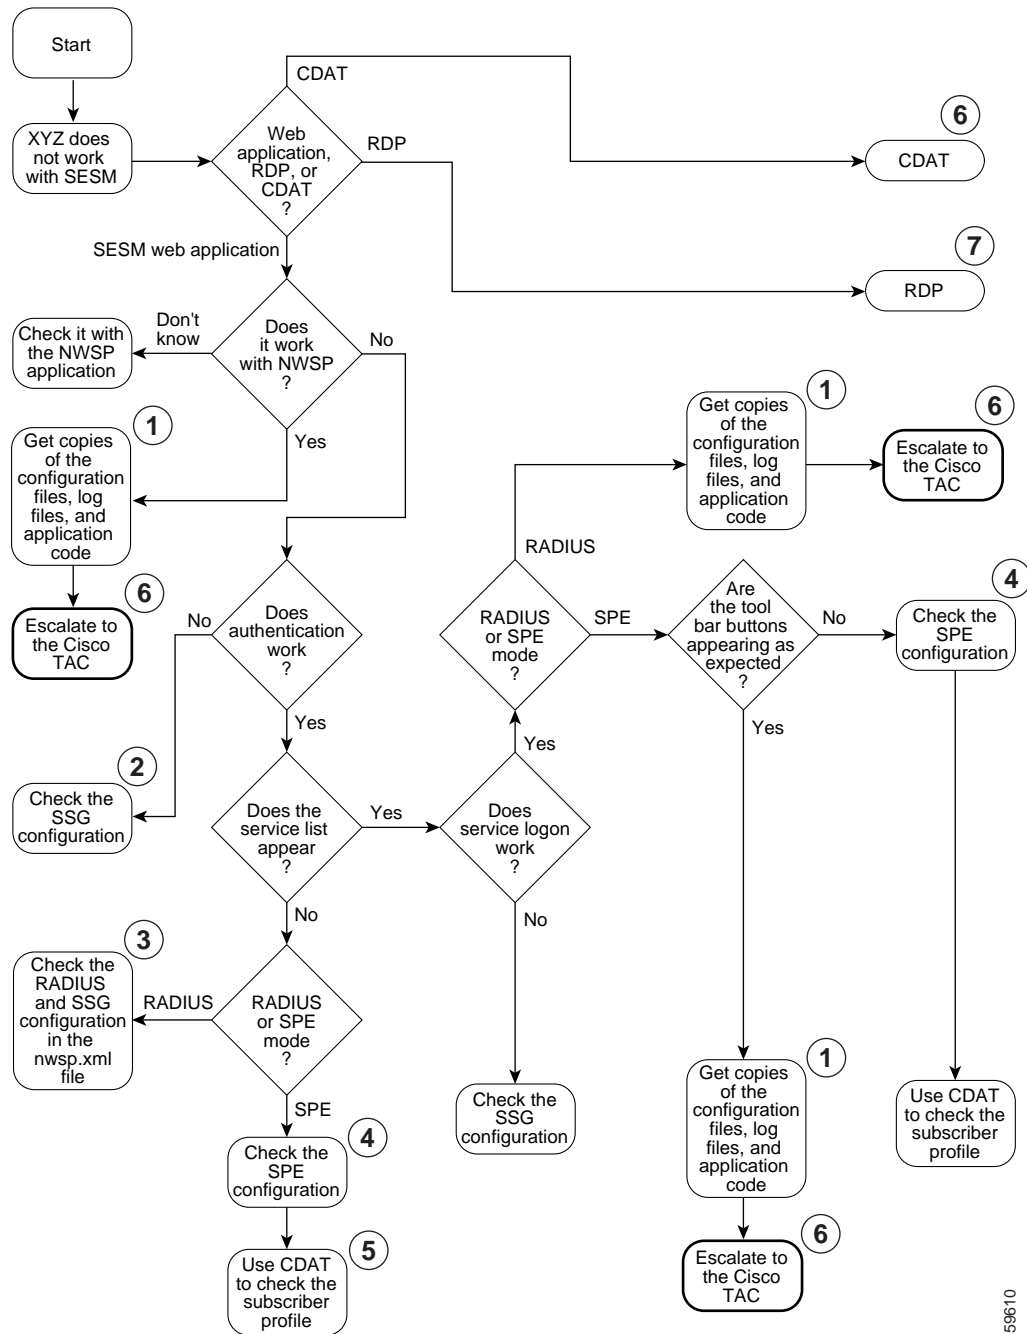 Start
CDAT
XYZ does
not work
with SESM
Web
application,
RDP, or
CDAT
?
RDP
6
CDAT
SESM web application
7
RDP
Check it with
the NWSP
application
Don't
know
Does
it work
with NWSP
?
No
Yes
1
Get copies
of the
configuration
files, log
files, and
application
code
6
Escalate to
the Cisco
TAC
1
Get copies
of the
configuration
files, log
files, and
application
code
6
Escalate to
the Cisco
TAC
RADIUS
No
Does
authentication
work
?
Yes
RADIUS
or SPE
mode
?
SPE
Are
the tool
bar buttons
appearing as
expected
?
No
4
Check the
SPE
configuration
Yes
Yes
2
Check the
SSG
configuration
Does the
service list
appear
?
Yes
Does
service logon
work
?
No
No
3
Check the
RADIUS
and SSG
configuration
in the
nwsp.xml
file
RADIUS
RADIUS
or SPE
mode
?
SPE
4
Check the
SPE
configuration
5
Use CDAT
to check the
subscriber
profile
Check the
SSG
configuration
1
Get copies
of the
configuration
files, log
files, and
application
code
6
Escalate to
the Cisco
TAC
Use CDAT
to check the
subscriber
profile
59610